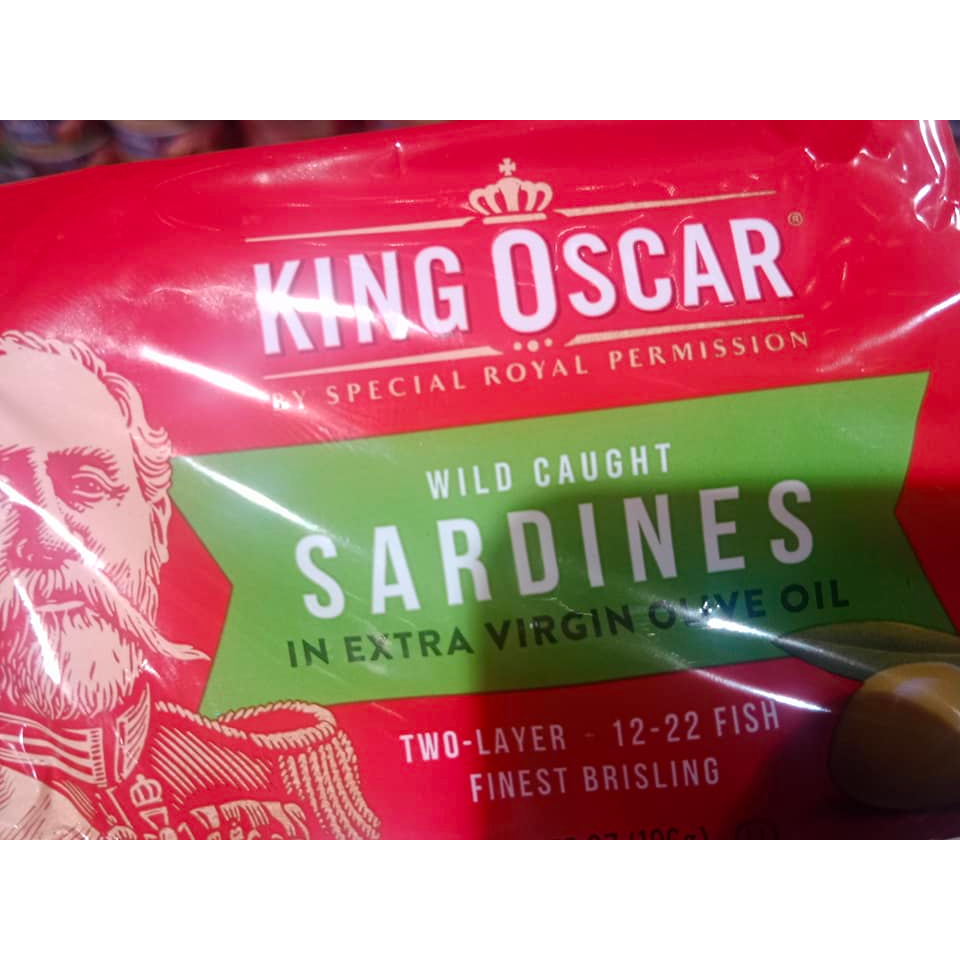 KING OSCAR®
BY SPECIAL ROYAL PERMISSION
WILD CAUGHT
SARDINES
IN EXTRA VIRGIN OLIVE OIL
TWO-LAYER - 12-22 FISH
FINEST BRISLING
(106g)